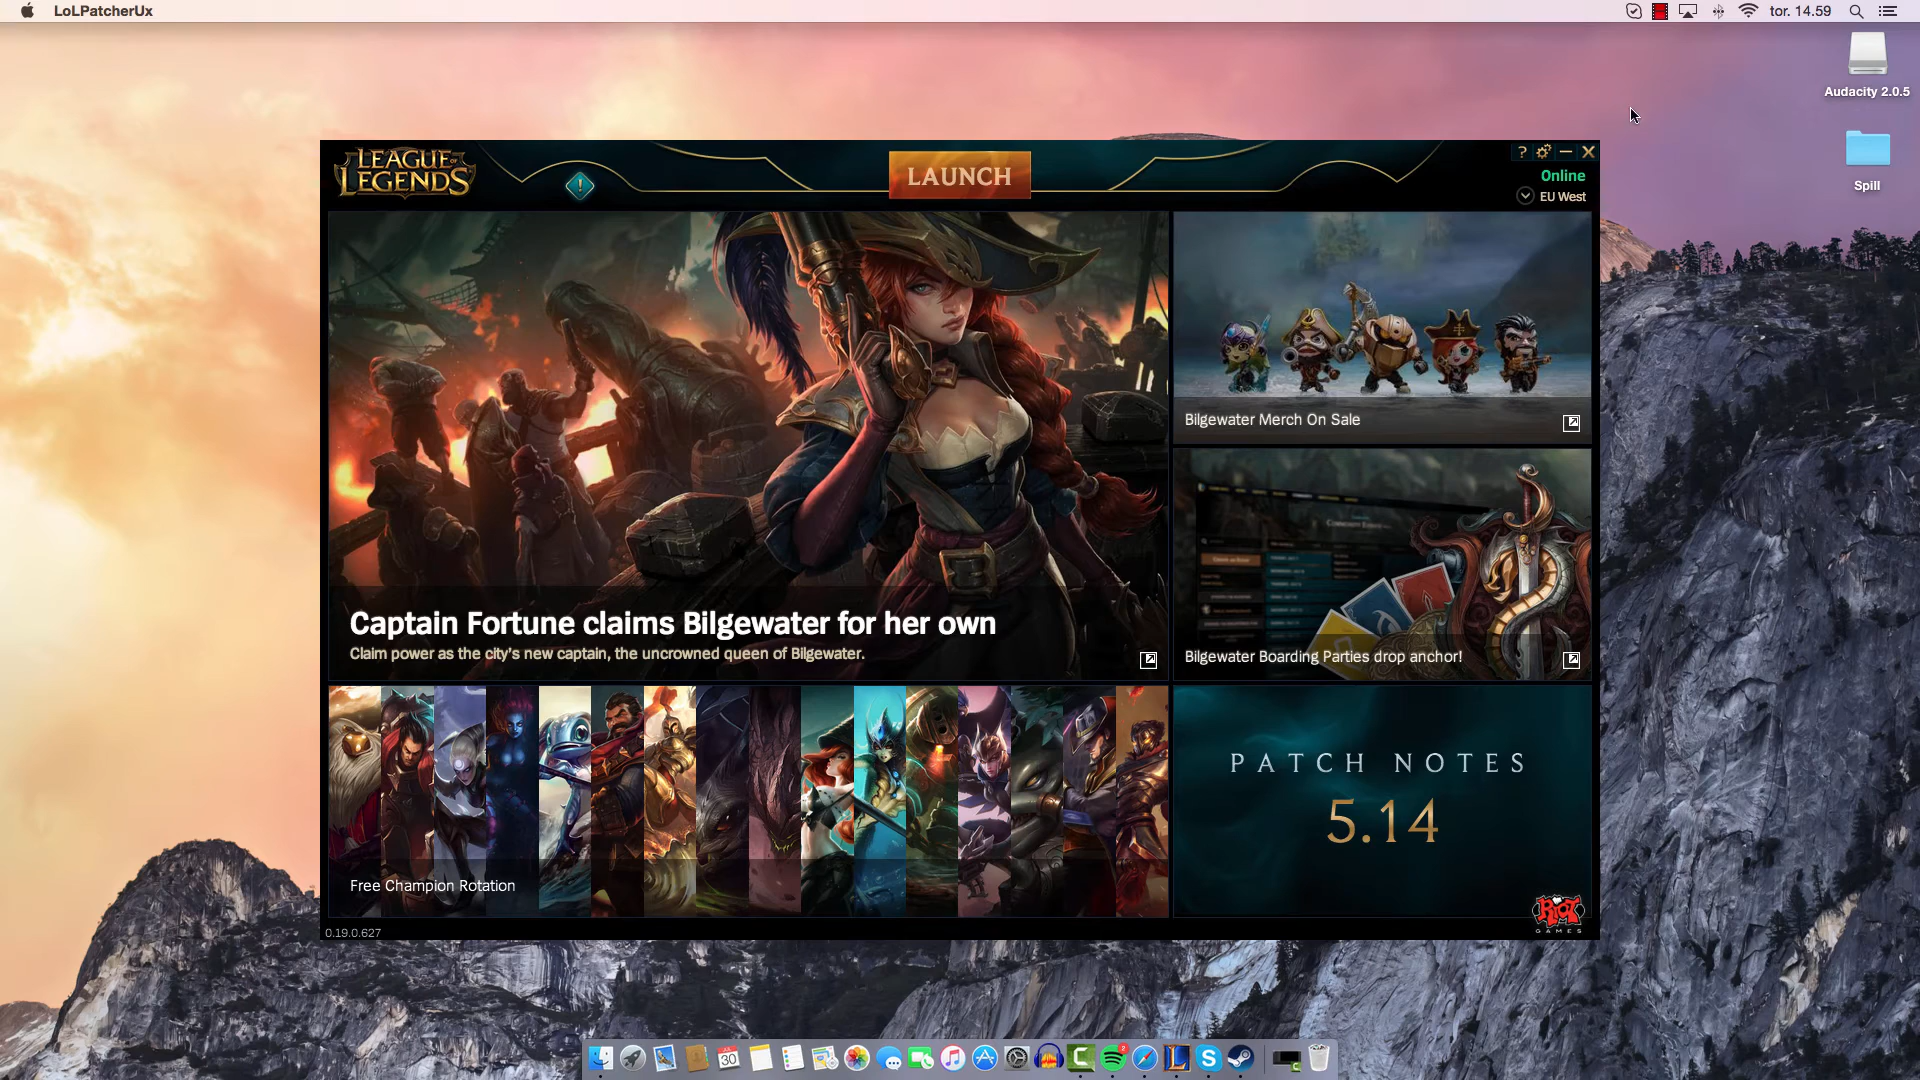 LoLPatcherUx
tor. 14.59
Audacity 2.0.5
Spill
LEAGUE OF
LEGENDS
LAUNCH
?
Online
EU West
Captain Fortune claims Bilgewater for her own
Claim power as the city's new captain, the uncrowned queen of Bilgewater.
Bilgewater Merch On Sale
Bilgewater Boarding Parties drop anchor!
Free Champion Rotation
PATCH NOTES
5.14
RIOT
GAMES
0.19.0.627
30
2